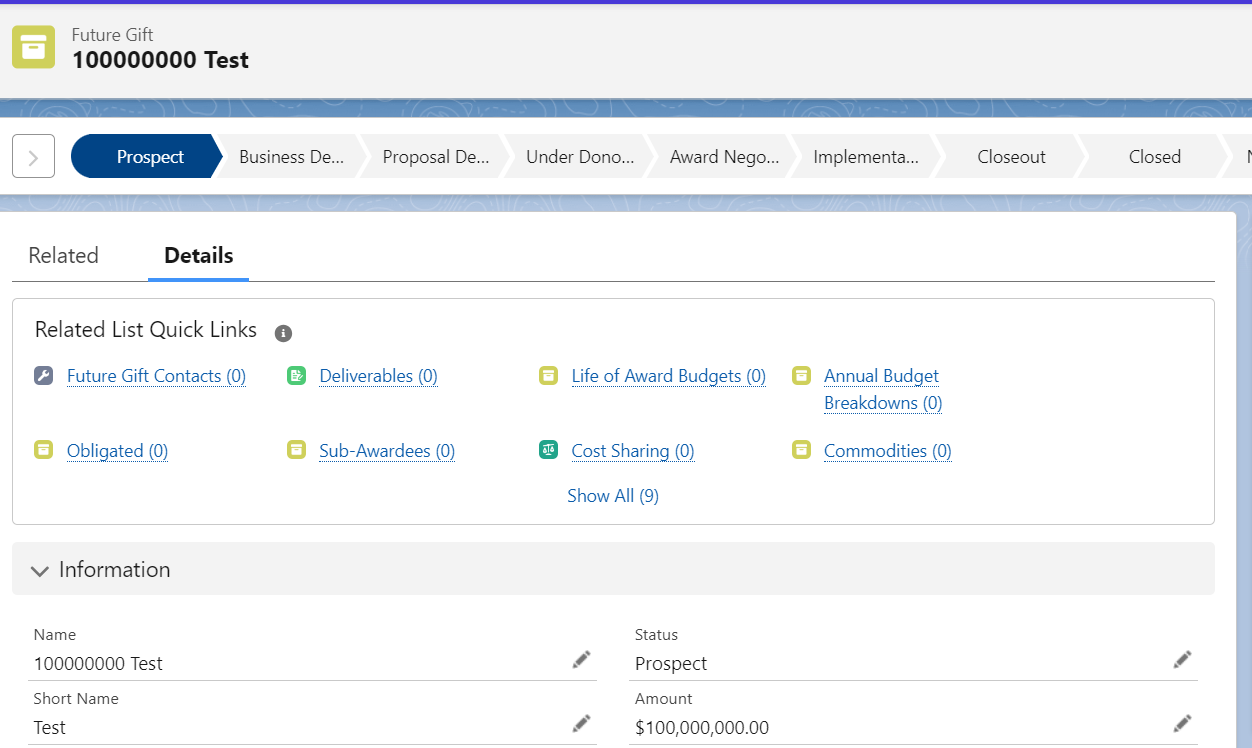 Future Gift
100000000 Test
Prospect
Business De...
Proposal De...
Under Dono...
Award Nego...
Implementa...
Closeout
Closed
Related
Details
Related List Quick Links
Future Gift Contacts (0)
Deliverables (0)
Life of Award Budgets (0)
Annual Budget
Breakdowns (0)
Obligated (0)
Sub-Awardees (0)
Cost Sharing (0)
Commodities (0)
Show All (9)
Information
Name
100000000 Test
Status
Prospect
Short Name
Test
Amount
$100,000,000.00